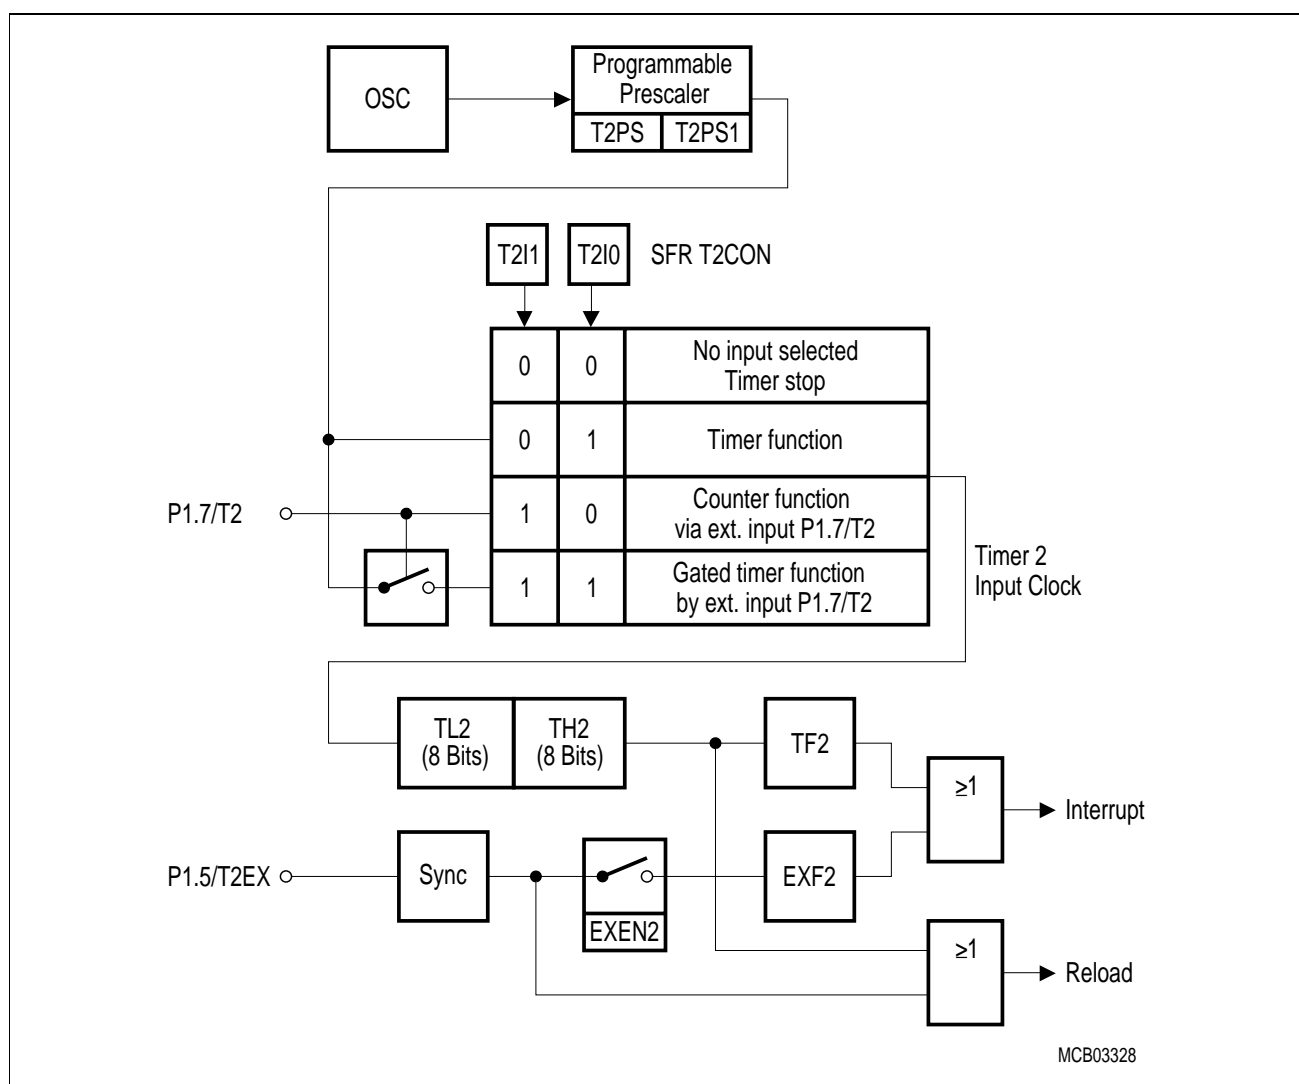 OSC
Programmable
Prescaler
T2PS T2PS1
T2I1 T2I0 SFR T2CON
0 0 No input selected
Timer stop
0 1 Timer function
P1.7/T2
1 0 Counter function
via ext. input P1.7/T2
Timer 2
Input Clock
1 1 Gated timer function
by ext. input P1.7/T2
TL2
(8 Bits)
TH2
(8 Bits)
TF2
≥1
Interrupt
P1.5/T2EX
Sync
EXEN2
EXF2
≥1
Reload
MCB03328